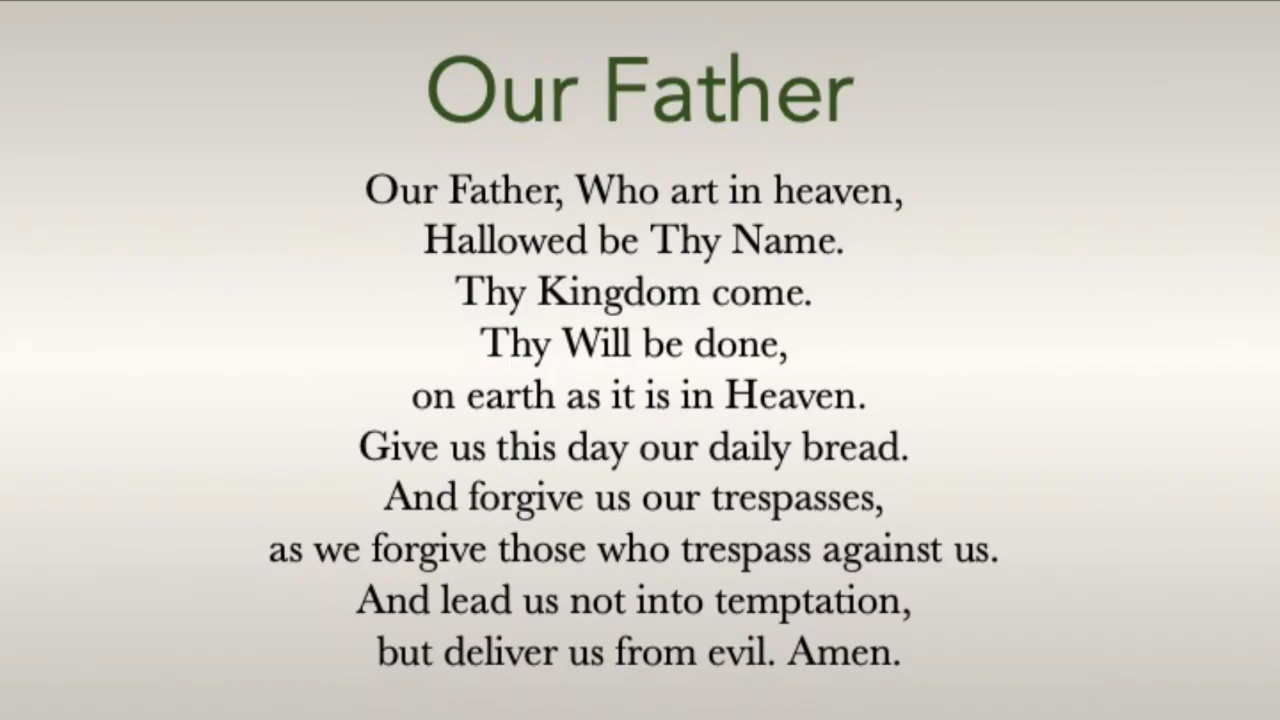 Our Father
Our Father, Who art in heaven,
Hallowed be Thy Name.
Thy Kingdom come.
Thy Will be done,
on earth as it is in Heaven.
Give us this day our daily bread.
And forgive us our trespasses,
as we forgive those who trespass against us.
And lead us not into temptation,
but deliver us from evil. Amen.